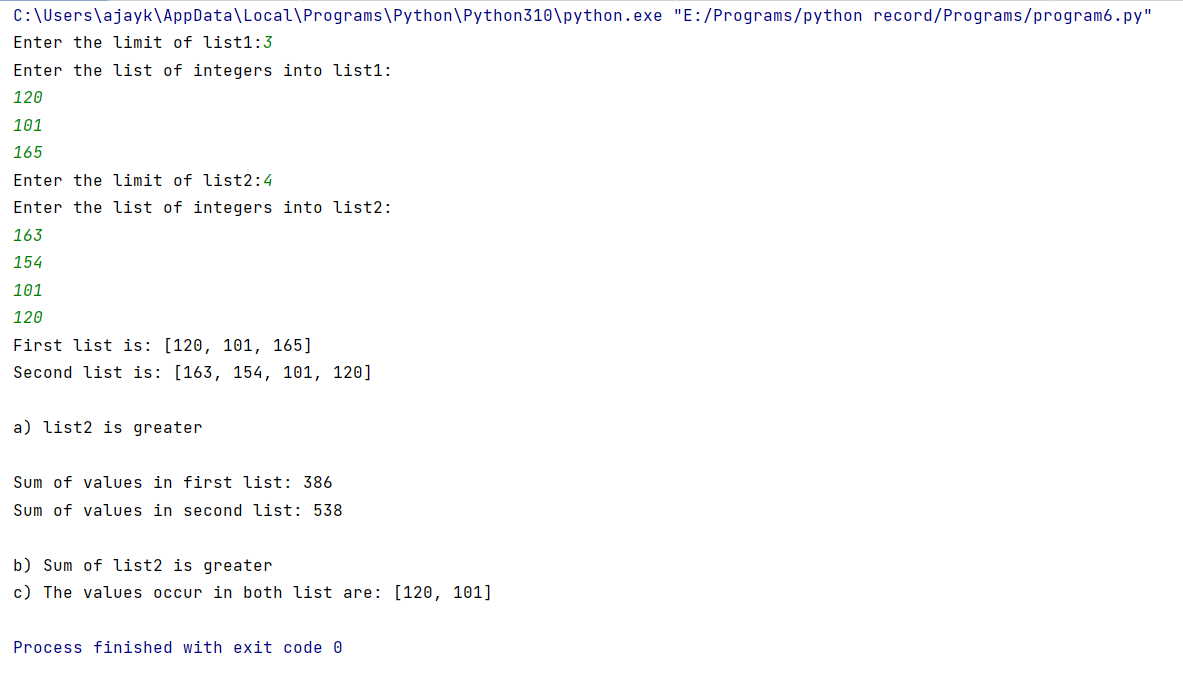 C:\Users\ajayk\AppData\Local\Programs\Python\Python310\python.exe "E:/Programs/python record/Programs/program6.py"
Enter the limit of list1:3
Enter the list of integers into list1:
120
101
165
Enter the limit of list2:4
Enter the list of integers into list2:
163
154
101
120
First list is: [120, 101, 165]
Second list is: [163, 154, 101, 120]
a) list2 is greater
Sum of values in first list: 386
Sum of values in second list: 538
b) Sum of list2 is greater
c) The values occur in both list are: [120, 101]
Process finished with exit code 0